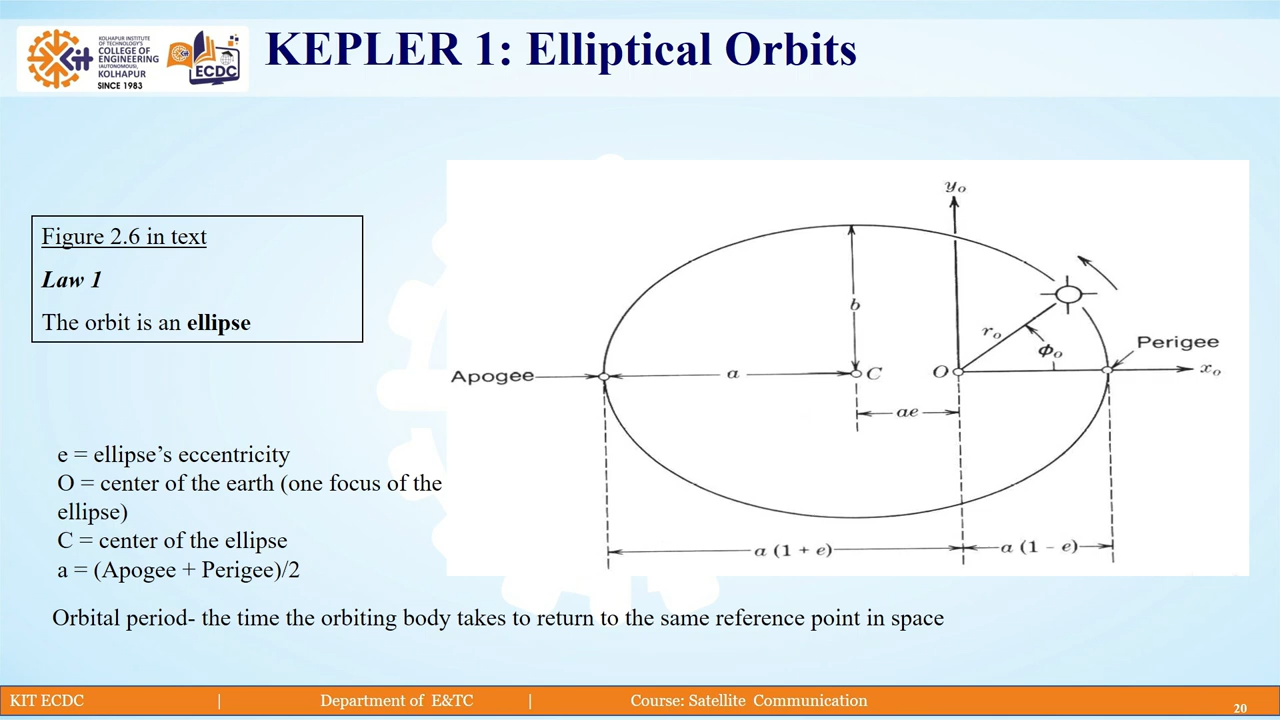 KOLHAPUR INSTITUTE
OF TECHNOLOGY'S
COLLEGE OF
ENGINEERING
(AUTONOMOUS),
KOLHAPUR
SINCE 1983
KIT
ECDC
KEPLER 1: Elliptical Orbits
Figure 2.6 in text
Law 1
The orbit is an ellipse
e = ellipse’s eccentricity
O = center of the earth (one focus of the
ellipse)
C = center of the ellipse
a = (Apogee + Perigee)/2
yo
b
ro
ϕo
Perigee
Apogee
a
C
O
xo
ae
a (1 + e)
a (1 − e)
Orbital period- the time the orbiting body takes to return to the same reference point in space
KIT ECDC | Department of E&TC | Course: Satellite Communication
20